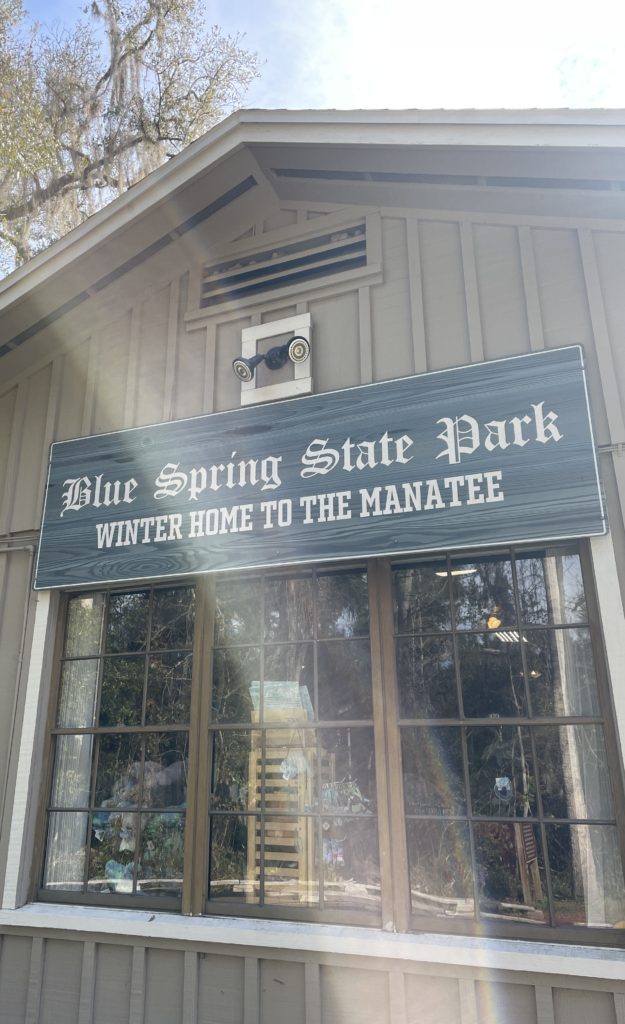 Blue Spring State Park
WINTER HOME TO THE MANATEE